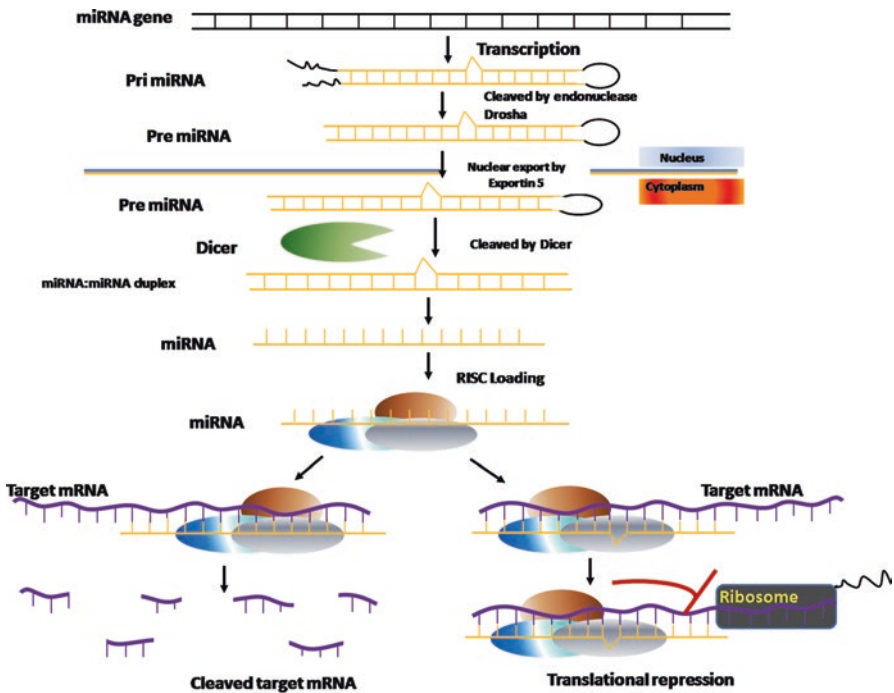 miRNA gene
Transcription
Pri miRNA
Cleaved by endonuclease
Drosha
Pre miRNA
Nucleus
Nuclear export by
Exportin 5
Cytoplasm
Pre miRNA
Dicer
Cleaved by Dicer
miRNA:miRNA duplex
miRNA
RISC Loading
miRNA
Target mRNA
Target mRNA
Ribosome
Cleaved target mRNA
Translational repression